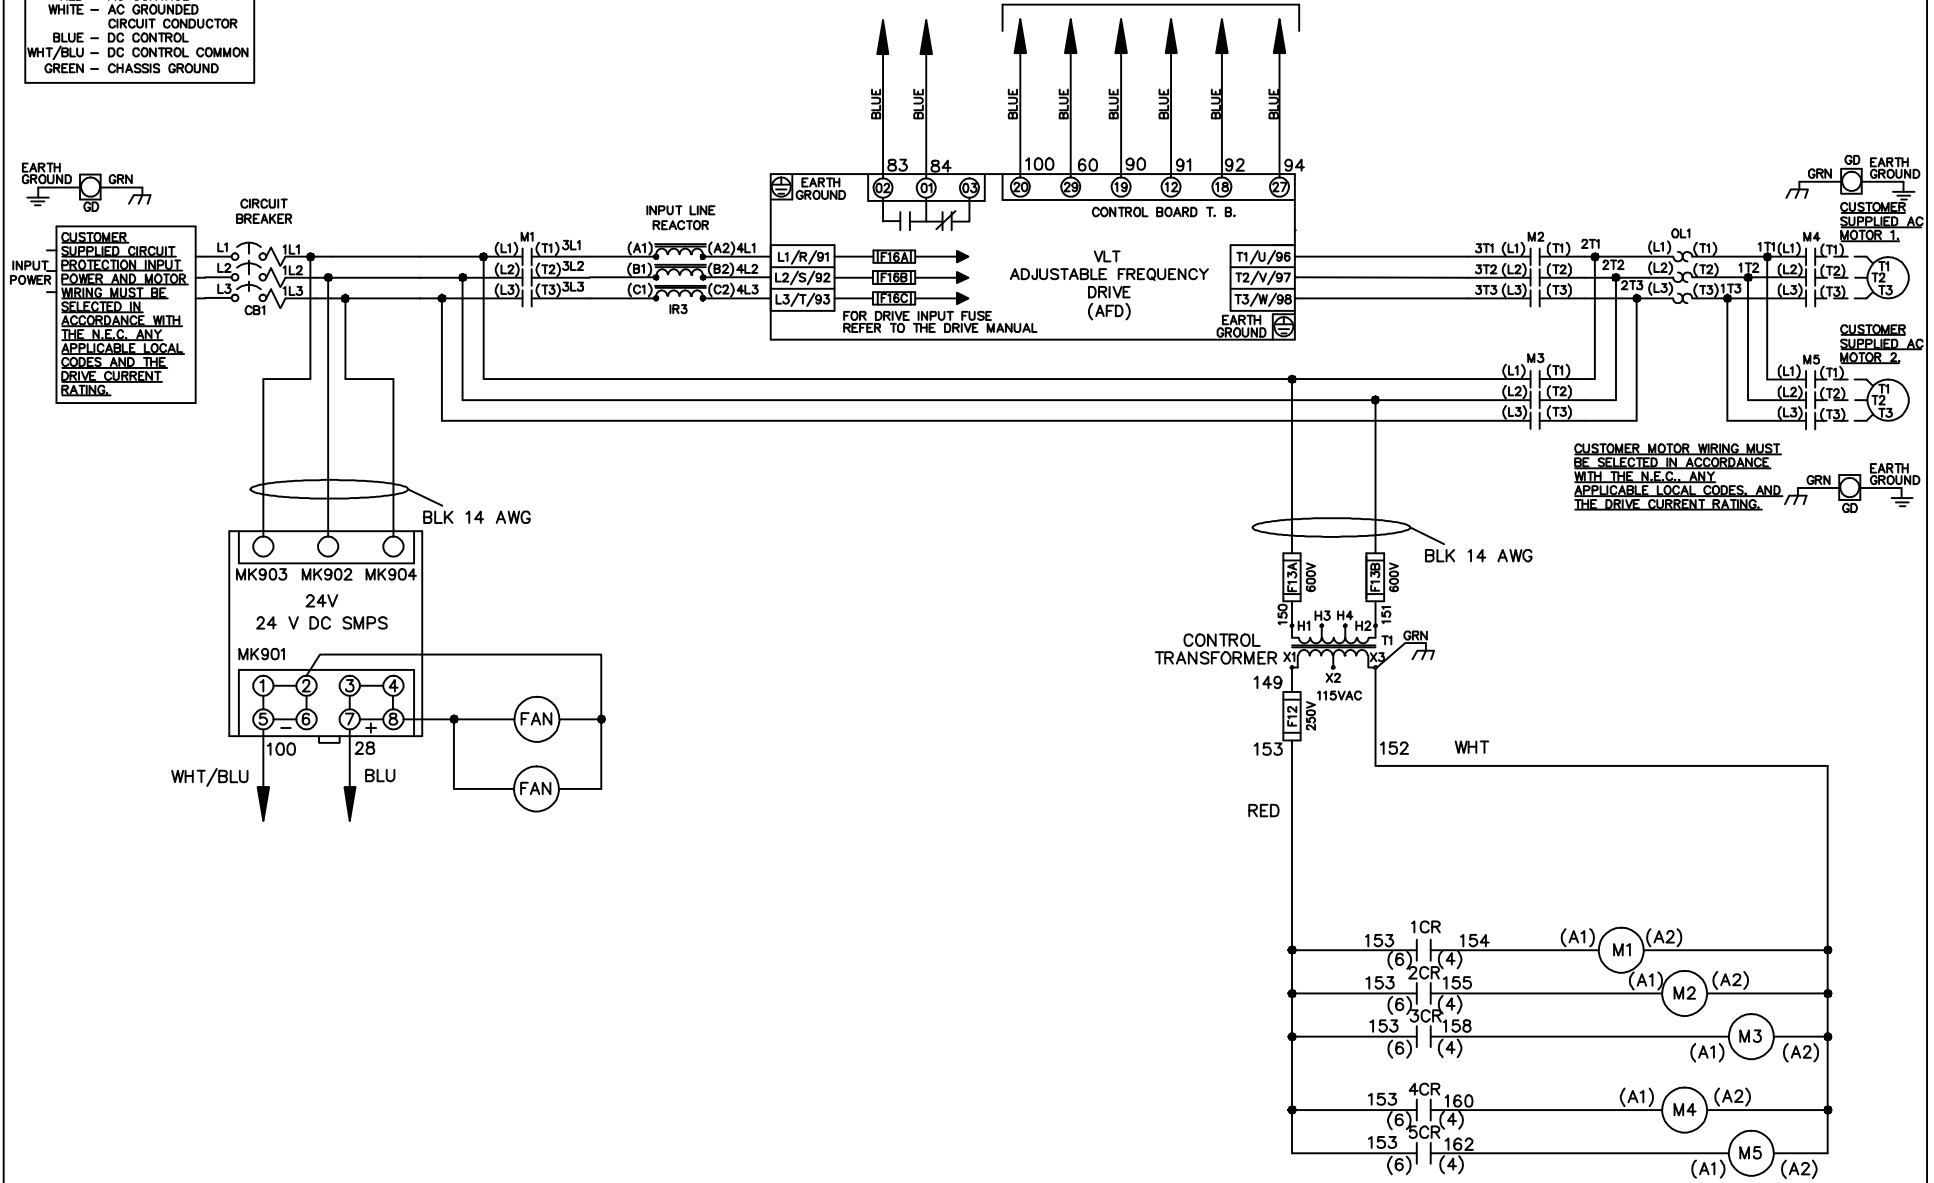 WHITE – AC GROUNDED
CIRCUIT CONDUCTOR
BLUE – DC CONTROL
WHT/BLU – DC CONTROL COMMON
GREEN – CHASSIS GROUND
BLUE
BLUE
BLUE
BLUE
BLUE
BLUE
BLUE
BLUE
83
84
100
60
90
91
92
94
EARTH
GROUND
02
01
03
20
29
19
12
18
27
CONTROL BOARD T. B.
EARTH
GROUND
GRN
GD
CIRCUIT
BREAKER
L1
1L1
L2
1L2
L3
1L3
CB1
INPUT
POWER
CUSTOMER
SUPPLIED CIRCUIT
PROTECTION INPUT
POWER AND MOTOR
WIRING MUST BE
SELECTED IN
ACCORDANCE WITH
THE N.E.C. ANY
APPLICABLE LOCAL
CODES AND THE
DRIVE CURRENT
RATING.
M1
(L1) (T1) 3L1
(L2) (T2) 3L2
(L3) (T3) 3L3
INPUT LINE
REACTOR
(A1) (A2) 4L1
(B1) (B2) 4L2
(C1) (C2) 4L3
IR3
L1/R/91
L2/S/92
L3/T/93
F16A
F16B
F16C
FOR DRIVE INPUT FUSE
REFER TO THE DRIVE MANUAL
VLT
ADJUSTABLE FREQUENCY
DRIVE
(AFD)
T1/U/96
T2/V/97
T3/W/98
EARTH
GROUND
M2
3T1 (L1) (T1) 2T1
3T2 (L2) (T2) 2T2
3T3 (L3) (T3) 2T3
OL1
(L1) (T1) 1T1
(L2) (T2) 1T2
(L3) (T3) 1T3
M4
(L1) (T1)
(L2) (T2)
(L3) (T3)
T1
T2
T3
GD
EARTH
GROUND
GRN
CUSTOMER
SUPPLIED AC
MOTOR 1.
M3
(L1) (T1)
(L2) (T2)
(L3) (T3)
M5
(L1) (T1)
(L2) (T2)
(L3) (T3)
T1
T2
T3
CUSTOMER
SUPPLIED AC
MOTOR 2.
CUSTOMER MOTOR WIRING MUST
BE SELECTED IN ACCORDANCE
WITH THE N.E.C., ANY
APPLICABLE LOCAL CODES, AND
THE DRIVE CURRENT RATING.
GRN
GD
EARTH
GROUND
BLK 14 AWG
MK903 MK902 MK904
24V
24 V DC SMPS
MK901
1
2
3
4
5
–
6
7
+
8
100
28
WHT/BLU
BLU
FAN
FAN
BLK 14 AWG
F13A
600V
F13B
600V
150
151
H1
H3
H4
H2
T1
GRN
CONTROL
TRANSFORMER
X1
X3
X2
115VAC
149
F12
250V
153
152
WHT
RED
1CR
153
154
(6)
(4)
(A1)
M1
(A2)
2CR
153
155
(6)
(4)
(A1)
M2
(A2)
3CR
153
158
(6)
(4)
(A1)
M3
(A2)
4CR
153
160
(6)
(4)
(A1)
M4
(A2)
5CR
153
162
(6)
(4)
(A1)
M5
(A2)